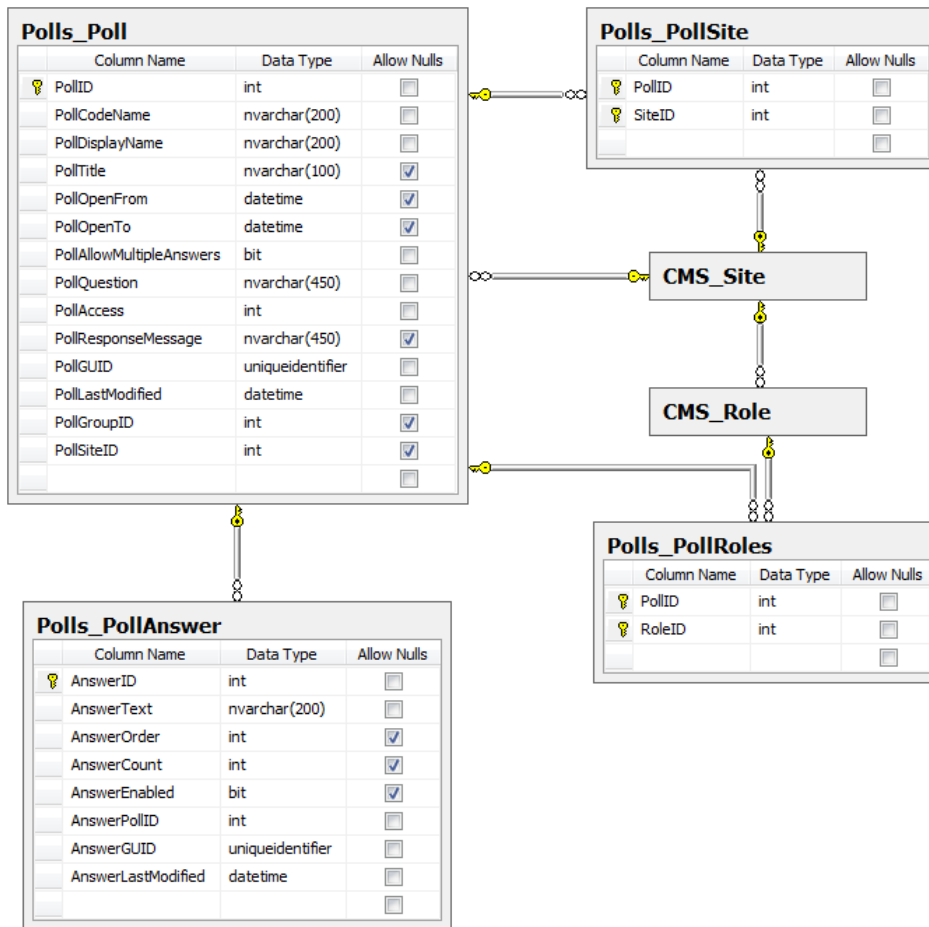 Polls_Poll
Column Name Data Type Allow Nulls
PollID int
PollCodeName nvarchar(200)
PollDisplayName nvarchar(200)
PollTitle nvarchar(100)
PollOpenFrom datetime
PollOpenTo datetime
PollAllowMultipleAnswers bit
PollQuestion nvarchar(450)
PollAccess int
PollResponseMessage nvarchar(450)
PollGUID uniqueidentifier
PollLastModified datetime
PollGroupID int
PollSiteID int
Polls_PollSite
Column Name Data Type Allow Nulls
PollID int
SiteID int
CMS_Site
CMS_Role
Polls_PollRoles
Column Name Data Type Allow Nulls
PollID int
RoleID int
Polls_PollAnswer
Column Name Data Type Allow Nulls
AnswerID int
AnswerText nvarchar(200)
AnswerOrder int
AnswerCount int
AnswerEnabled bit
AnswerPollID int
AnswerGUID uniqueidentifier
AnswerLastModified datetime